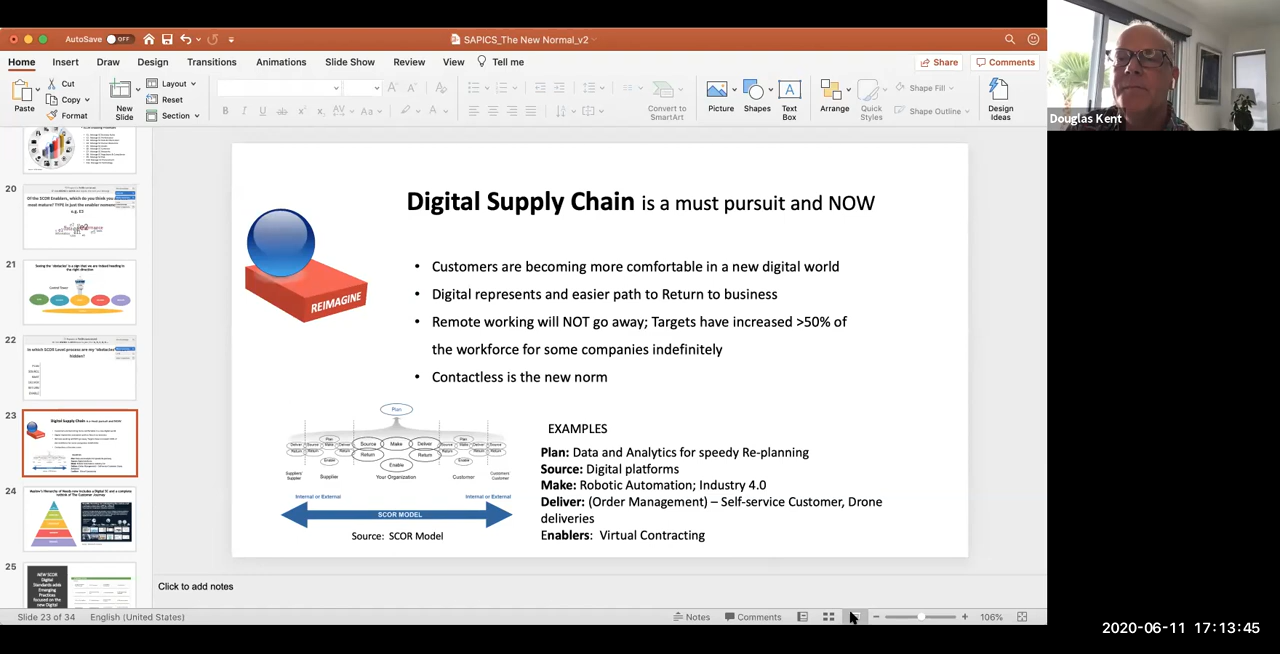 AutoSave OFF
SAPICS_The New Normal_v2
Home Insert Draw Design Transitions Animations Slide Show Review View Tell me
Share Comments
Paste
Cut
Copy
Format
New Slide
Layout
Reset
Section
Convert to SmartArt
Picture
Shapes
Text Box
Arrange
Quick Styles
Shape Fill
Shape Outline
Design Ideas
Douglas Kent
20
21
22
23
24
25
Digital Supply Chain is a must pursuit and NOW
REIMAGINE
• Customers are becoming more comfortable in a new digital world
• Digital represents and easier path to Return to business
• Remote working will NOT go away; Targets have increased >50% of
the workforce for some companies indefinitely
• Contactless is the new norm
Plan
Source Make Deliver
Return Return
Enable
Supplier Your Organization Customer
Internal or External Internal or External
SCOR MODEL
Source: SCOR Model
EXAMPLES
Plan: Data and Analytics for speedy Re-planning
Source: Digital platforms
Make: Robotic Automation; Industry 4.0
Deliver: (Order Management) – Self-service Customer, Drone
deliveries
Enablers: Virtual Contracting
Click to add notes
Slide 23 of 34 English (United States) Notes Comments 106%
2020-06-11 17:13:45